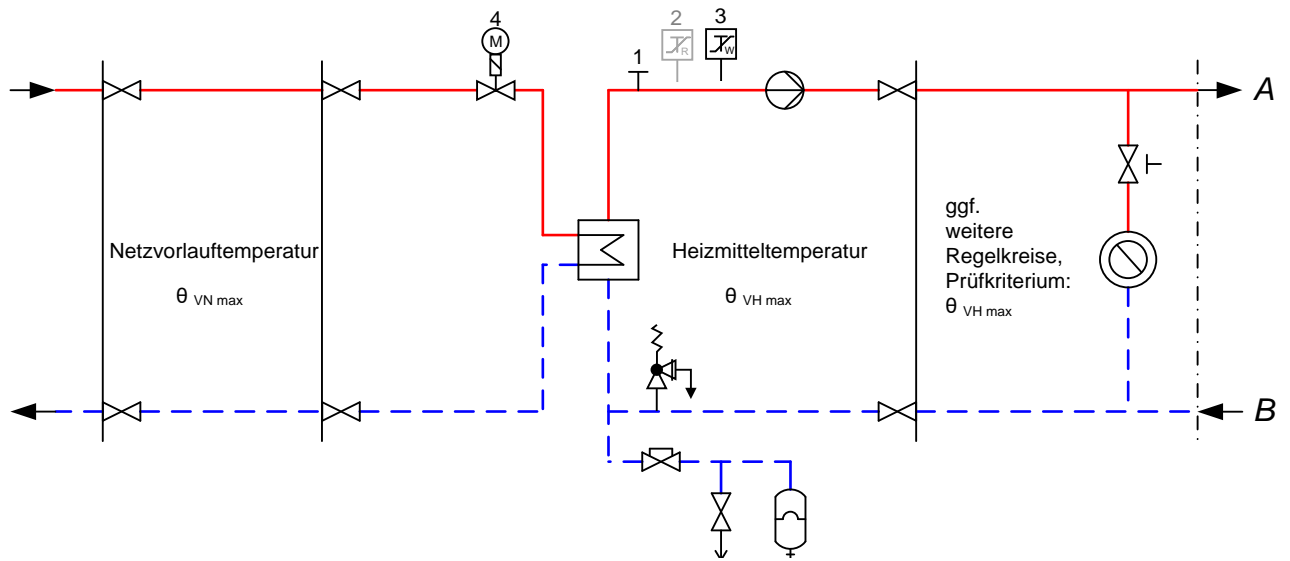 4
M
2
R
3
W
1
A
Netzvorlauftemperatur
θ VN max
Heizmitteltemperatur
θ VH max
ggf.
weitere
Regelkreise,
Prüfkriterium:
θ VH max
B